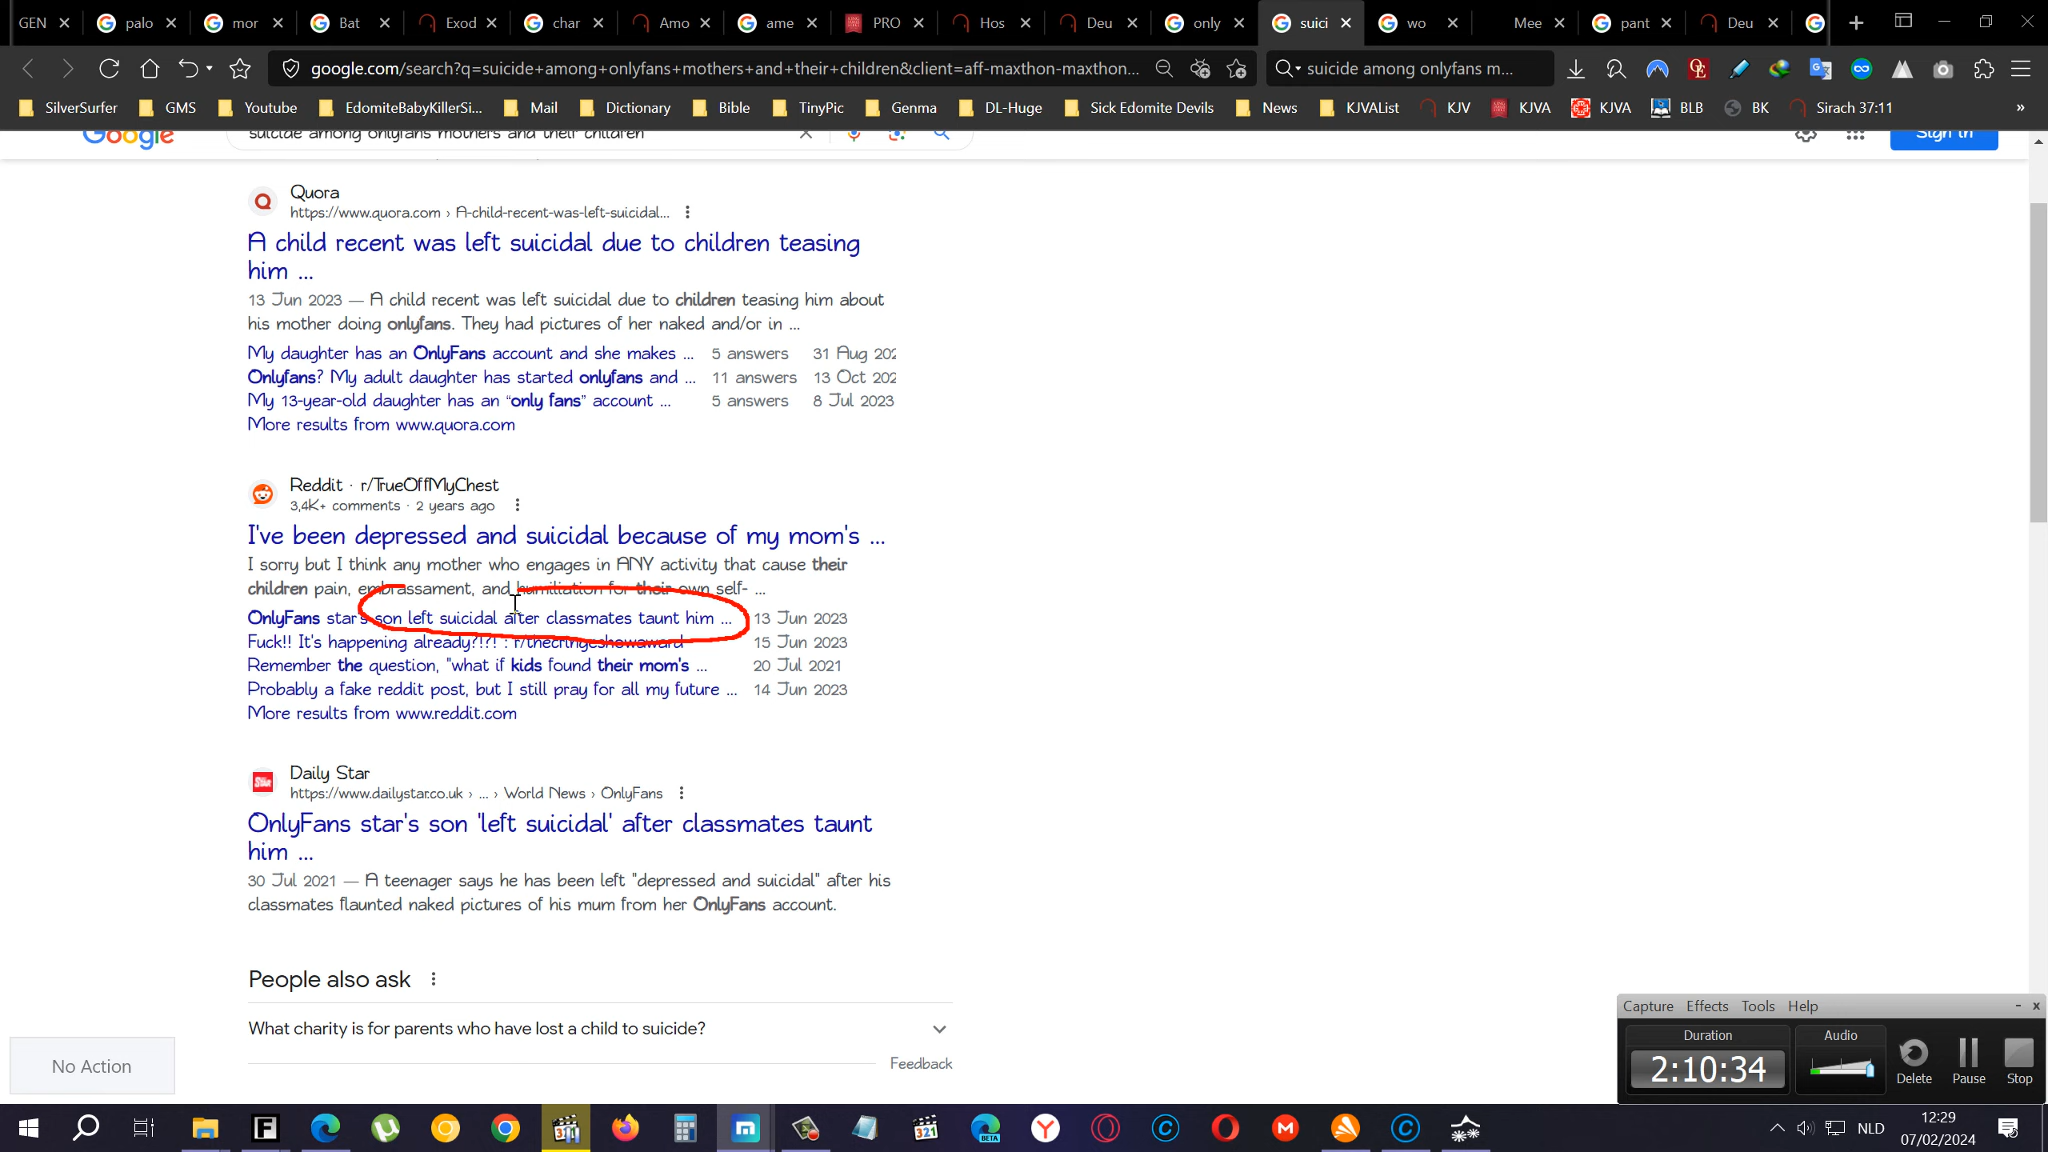 GEN palo mor Bat Exod char Amo ame PRO Hos Deu only suici wo Mee pant Deu
google.com/search?q=suicide+among+onlyfans+mothers+and+their+children&client=aff-maxthon-maxthon...
suicide among onlyfans m...
SilverSurfer GMS Youtube EdomiteBabyKillerSi... Mail Dictionary Bible TinyPic Genma DL-Huge Sick Edomite Devils News KJVAList KJV KJVA KJVA BLB BK Sirach 37:11 »
Google suicide among onlyfans mothers and their children Sign in
Quora
https://www.quora.com › A-child-recent-was-left-suicidal...
A child recent was left suicidal due to children teasing
him ...
13 Jun 2023 — A child recent was left suicidal due to children teasing him about
his mother doing onlyfans. They had pictures of her naked and/or in ...
My daughter has an OnlyFans account and she makes ... 5 answers 31 Aug 202
Onlyfans? My adult daughter has started onlyfans and ... 11 answers 13 Oct 202
My 13-year-old daughter has an “only fans” account ... 5 answers 8 Jul 2023
More results from www.quora.com
Reddit · r/TrueOffMyChest
3,4K+ comments · 2 years ago
I've been depressed and suicidal because of my mom's ...
I sorry but I think any mother who engages in ANY activity that cause their
children pain, embrassament, and humiliation for their own self- ...
OnlyFans star's son left suicidal after classmates taunt him ... 13 Jun 2023
Fuck!! It's happening already?!?! : r/thecringeshowaward 15 Jun 2023
Remember the question, "what if kids found their mom's ... 20 Jul 2021
Probably a fake reddit post, but I still pray for all my future ... 14 Jun 2023
More results from www.reddit.com
Daily Star
https://www.dailystar.co.uk › ... › World News › OnlyFans
OnlyFans star's son 'left suicidal' after classmates taunt
him ...
30 Jul 2021 — A teenager says he has been left "depressed and suicidal" after his
classmates flaunted naked pictures of his mum from her OnlyFans account.
People also ask
What charity is for parents who have lost a child to suicide?
Feedback
No Action
Capture Effects Tools Help
Duration Audio
2:10:34
Delete Pause Stop
NLD
12:29
07/02/2024